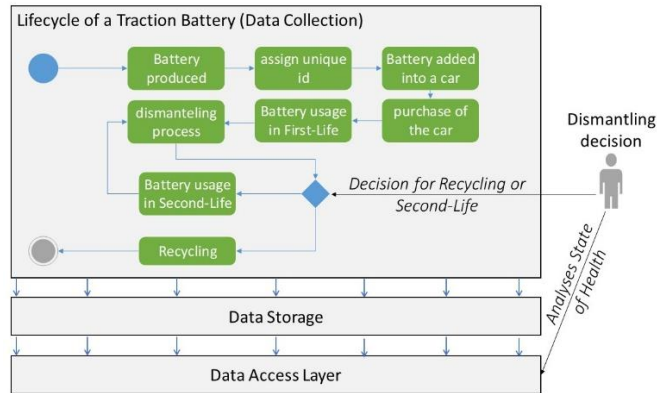 Lifecycle of a Traction Battery (Data Collection)
Battery
produced
assign unique
id
Battery added
into a car
dismanteling
process
Battery usage
in First-Life
purchase of
the car
Dismantling
decision
Battery usage
in Second-Life
Decision for Recycling or
Second-Life
Recycling
Analyses State
of Health
Data Storage
Data Access Layer